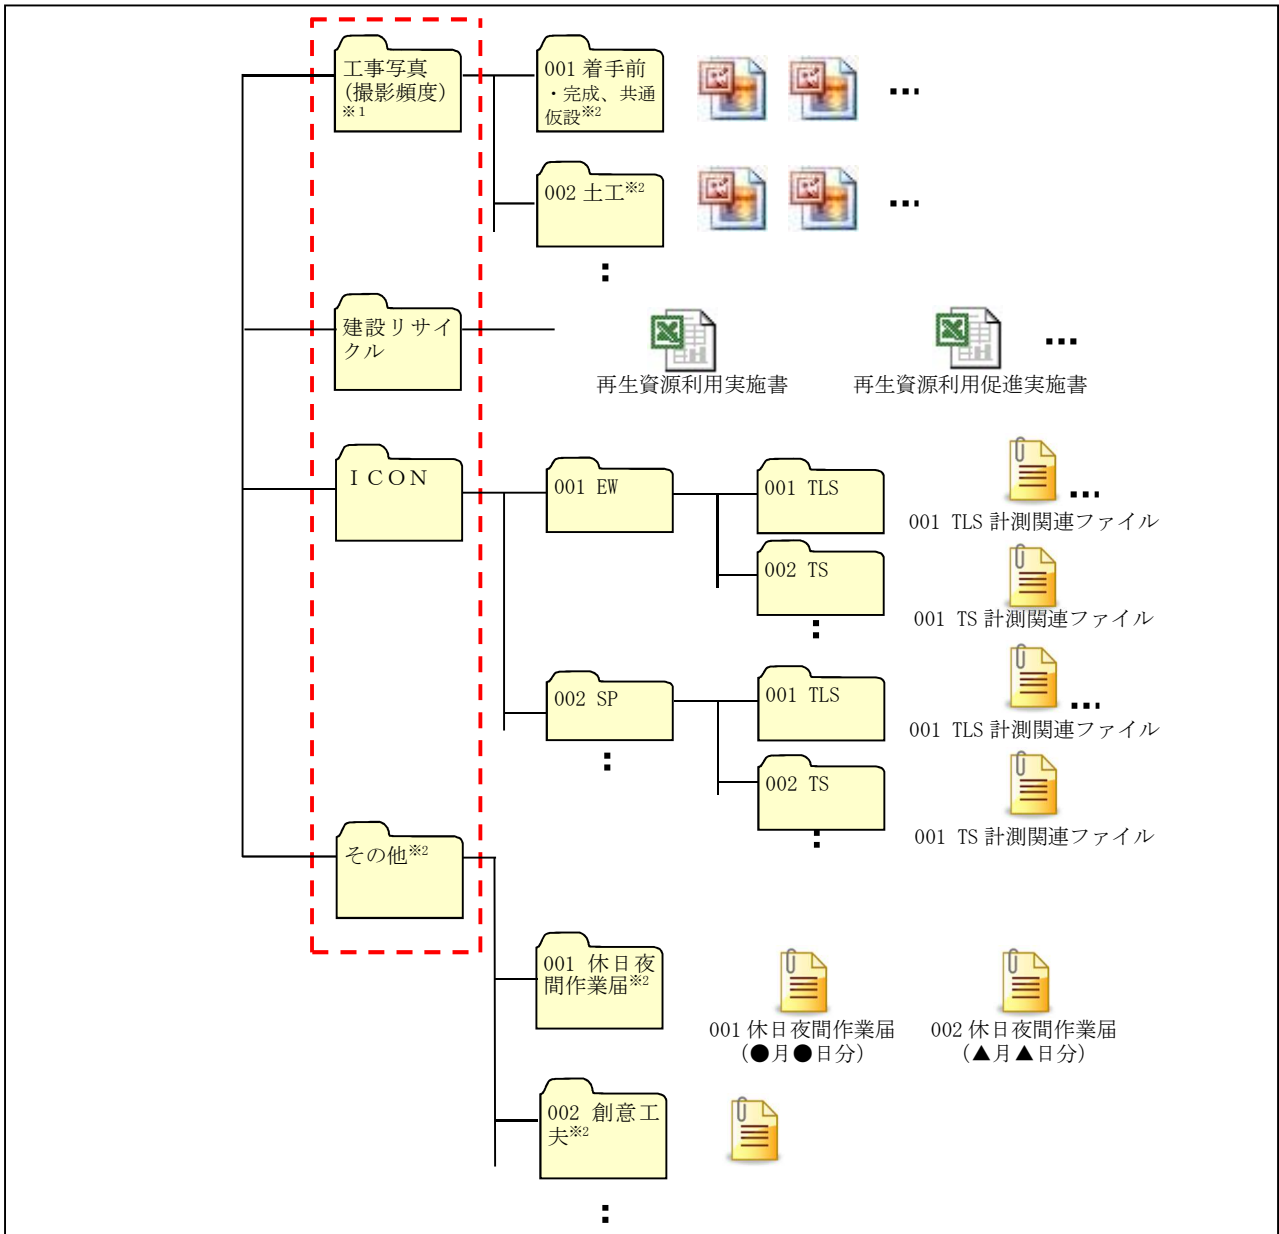 工事写真
(撮影頻度)
※1
001 着手前
・完成、共通
仮設※2
…
002 土工※2
…
:
建設リサイ
クル
再生資源利用実施書
再生資源利用促進実施書
…
ICON
001 EW
001 TLS
…
001 TLS 計測関連ファイル
002 TS
001 TS 計測関連ファイル
:
002 SP
001 TLS
…
001 TLS 計測関連ファイル
:
002 TS
001 TS 計測関連ファイル
:
その他※2
001 休日夜
間作業届※2
001 休日夜間作業届
(●月●日分)
002 休日夜間作業届
(▲月▲日分)
002 創意工
夫※2
: